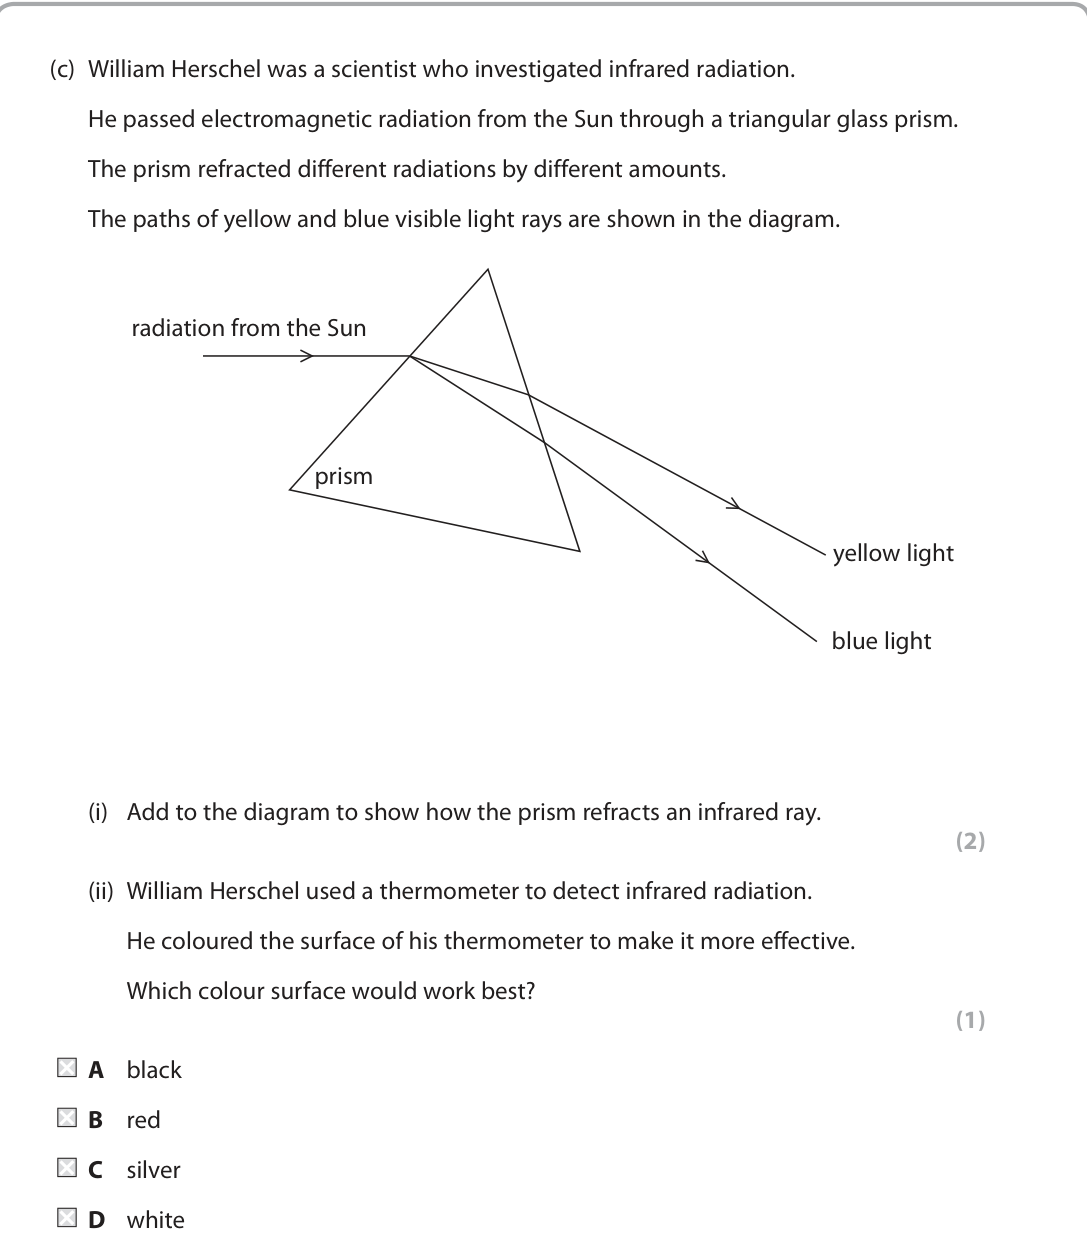 (c) William Herschel was a scientist who investigated infrared radiation.
He passed electromagnetic radiation from the Sun through a triangular glass prism.
The prism refracted different radiations by different amounts.
The paths of yellow and blue visible light rays are shown in the diagram.
radiation from the Sun
prism
yellow light
blue light
(i) Add to the diagram to show how the prism refracts an infrared ray.
(2)
(ii) William Herschel used a thermometer to detect infrared radiation.
He coloured the surface of his thermometer to make it more effective.
Which colour surface would work best?
(1)
A black
B red
C silver
D white